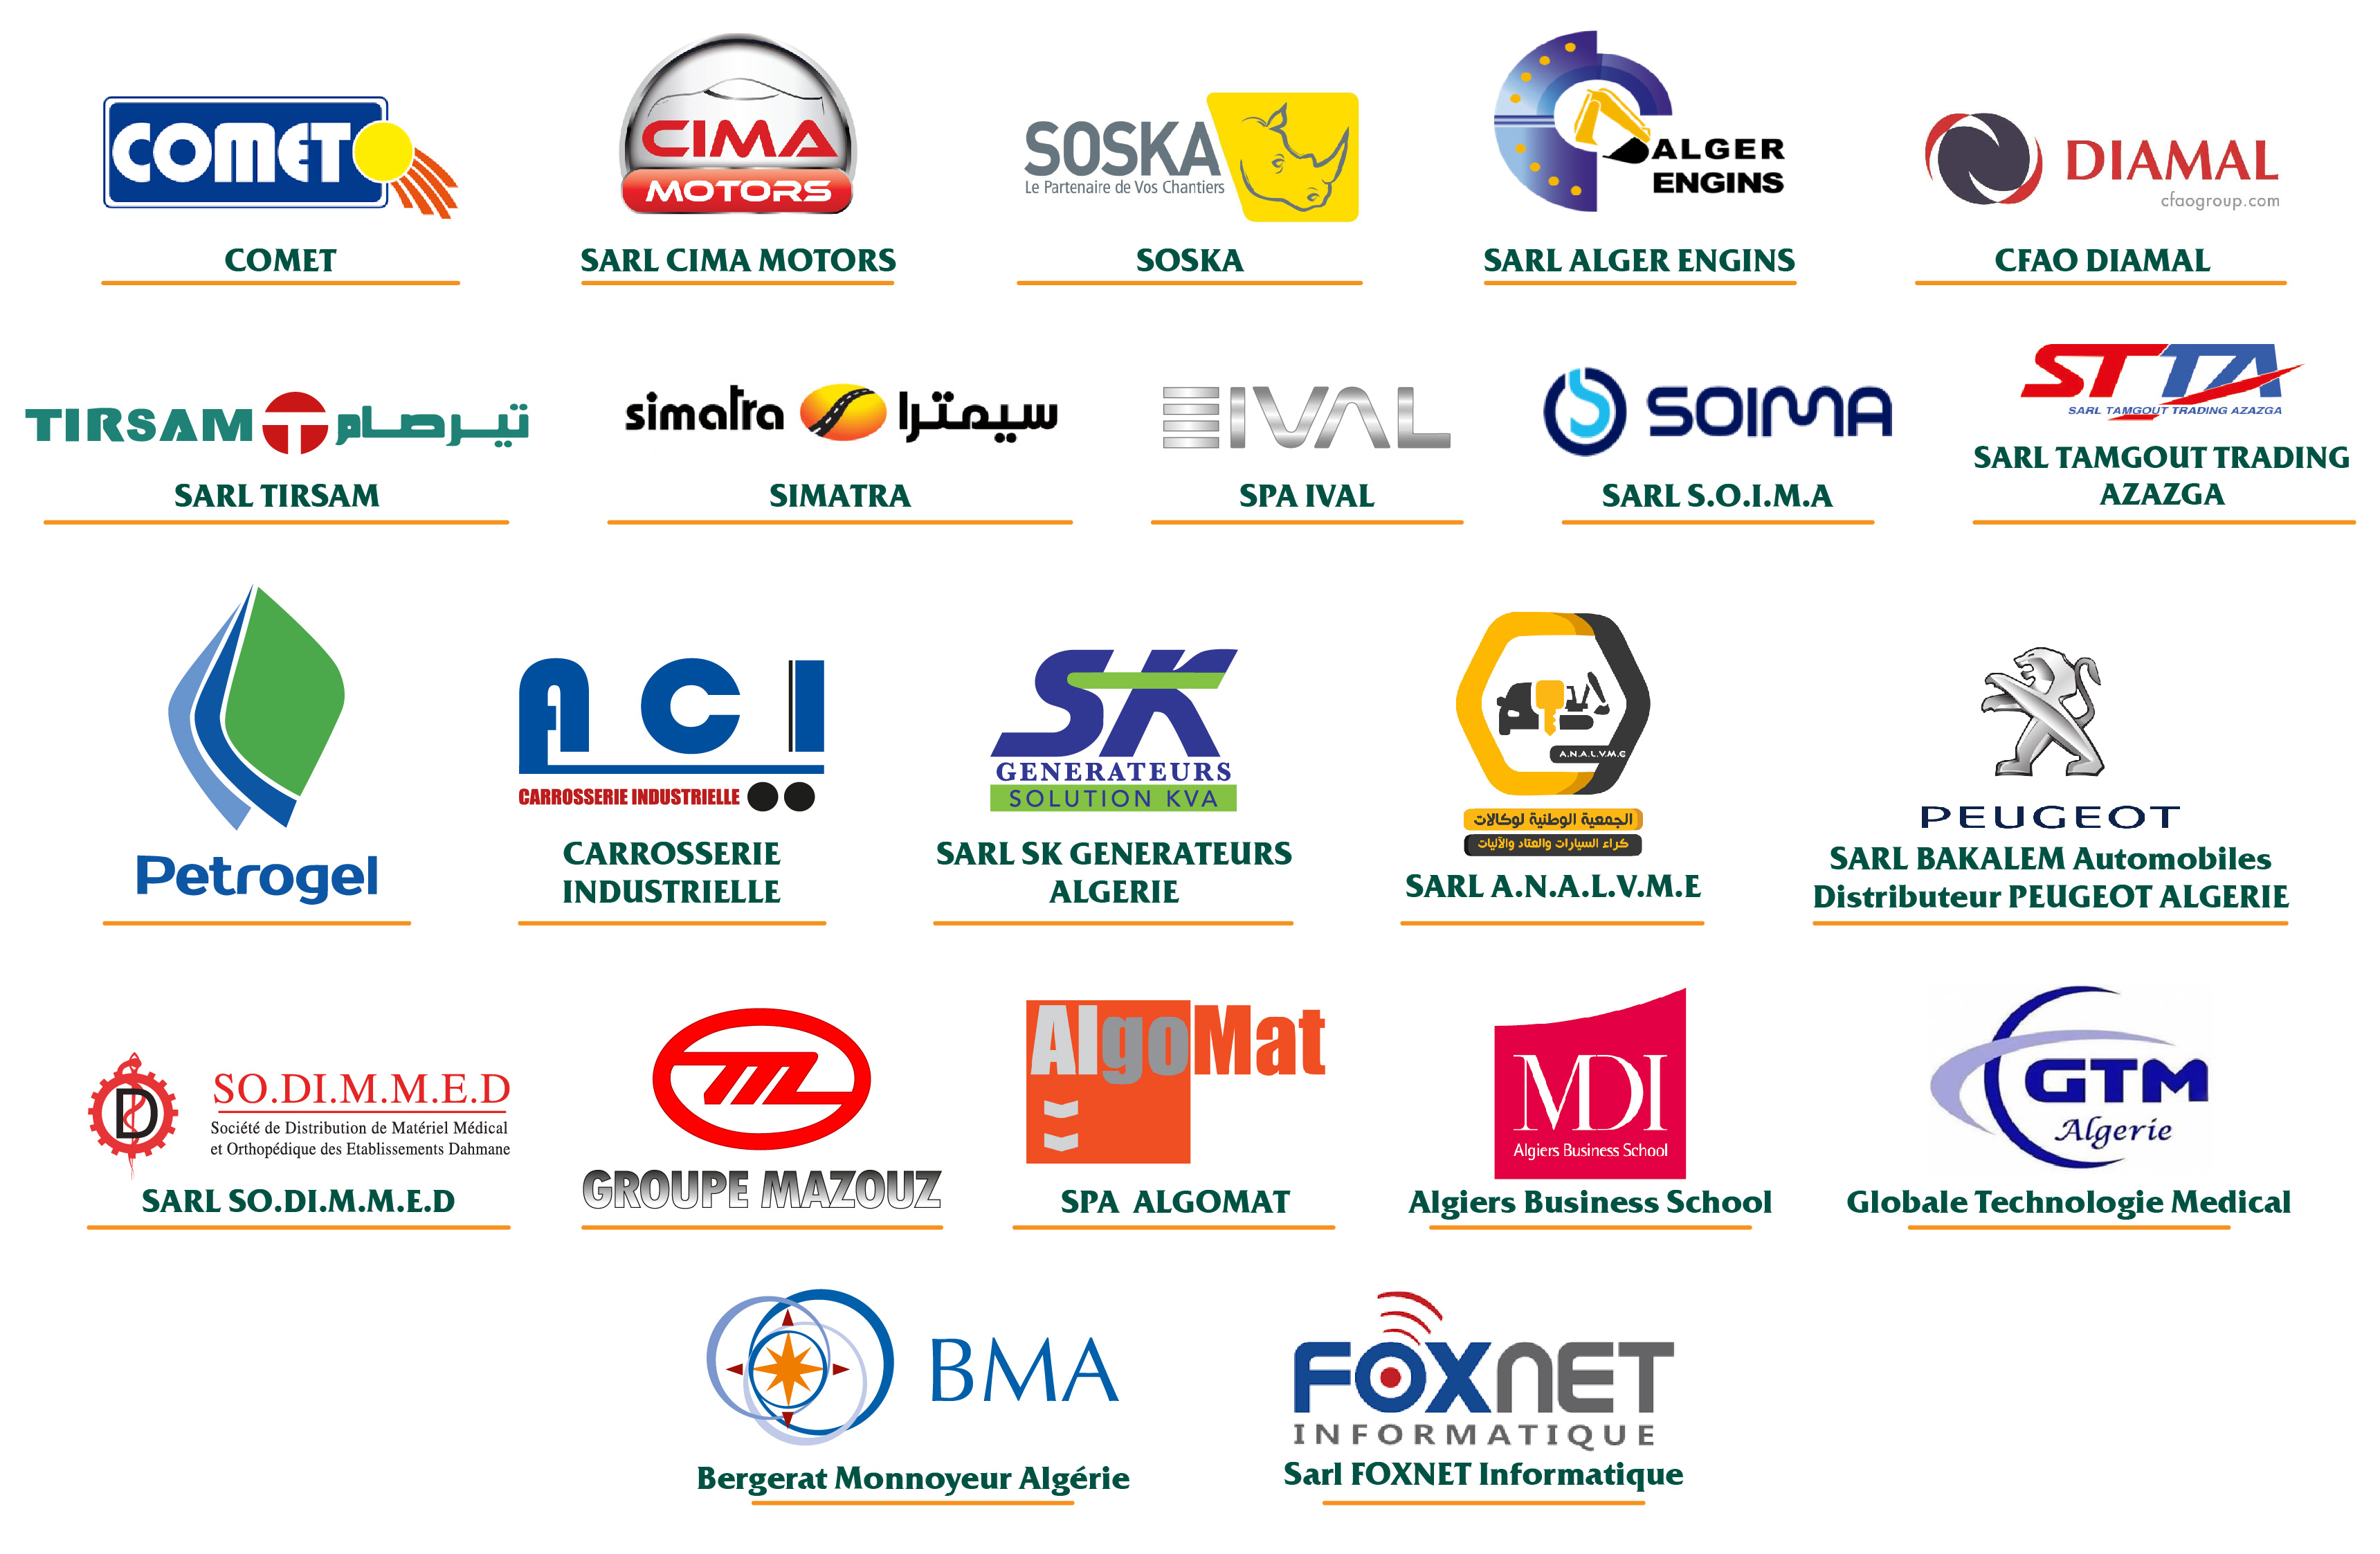 COMET
COMET
CIMA
MOTORS
SARL CIMA MOTORS
SOSKA
Le Partenaire de Vos Chantiers
SOSKA
ALGER
ENGINS
SARL ALGER ENGINS
DIAMAL
cfaogroup.com
CFAO DIAMAL
TIRSAM T تيرصام
SARL TIRSAM
simatra سيمترا
SIMATRA
IVAL
SPA IVAL
SOIMA
SARL S.O.I.M.A
STTA
SARL TAMGOUT TRADING AZAZGA
SARL TAMGOUT TRADING
AZAZGA
Petrogel
ACI
CARROSSERIE INDUSTRIELLE
CARROSSERIE
INDUSTRIELLE
SK
GENERATEURS
SOLUTION KVA
SARL SK GENERATEURS
ALGERIE
A.N.A.L.V.M.E
الجمعية الوطنية لوكالات
كراء السيارات والعتاد والآليات
SARL A.N.A.L.V.M.E
PEUGEOT
SARL BAKALEM Automobiles
Distributeur PEUGEOT ALGERIE
D
SO.DI.M.M.E.D
Société de Distribution de Matériel Médical
et Orthopédique des Etablissements Dahmane
SARL SO.DI.M.M.E.D
GROUPE MAZOUZ
AlgoMat
SPA ALGOMAT
MDI
Algiers Business School
Algiers Business School
GTM
Algerie
Globale Technologie Medical
BMA
Bergerat Monnoyeur Algérie
FOXNET
INFORMATIQUE
Sarl FOXNET Informatique